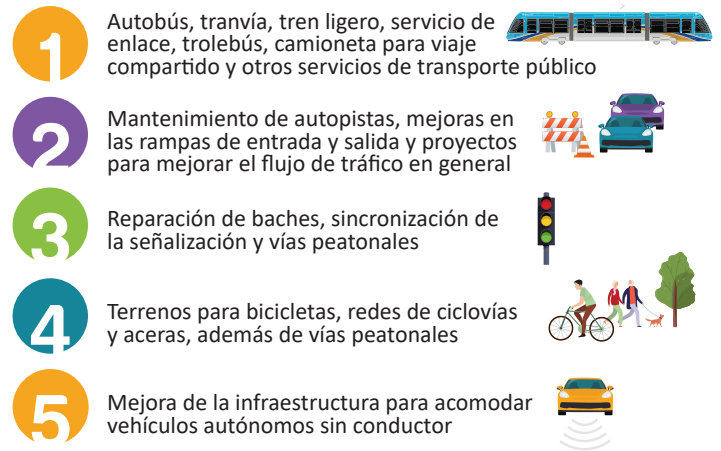 1
Autobús, tranvía, tren ligero, servicio de
enlace, trolebús, camioneta para viaje
compartido y otros servicios de transporte público
2
Mantenimiento de autopistas, mejoras en
las rampas de entrada y salida y proyectos
para mejorar el flujo de tráfico en general
3
Reparación de baches, sincronización de
la señalización y vías peatonales
4
Terrenos para bicicletas, redes de ciclovías
y aceras, además de vías peatonales
5
Mejora de la infraestructura para acomodar
vehículos autónomos sin conductor